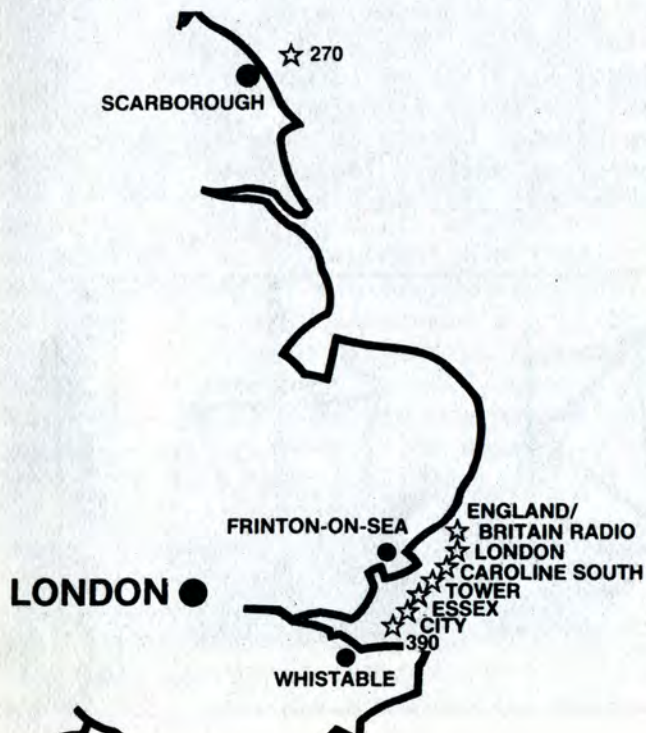 270
SCARBOROUGH
ENGLAND/
BRITAIN RADIO
FRINTON-ON-SEA
LONDON
CAROLINE SOUTH
TOWER
LONDON
ESSEX
CITY
390
WHISTABLE